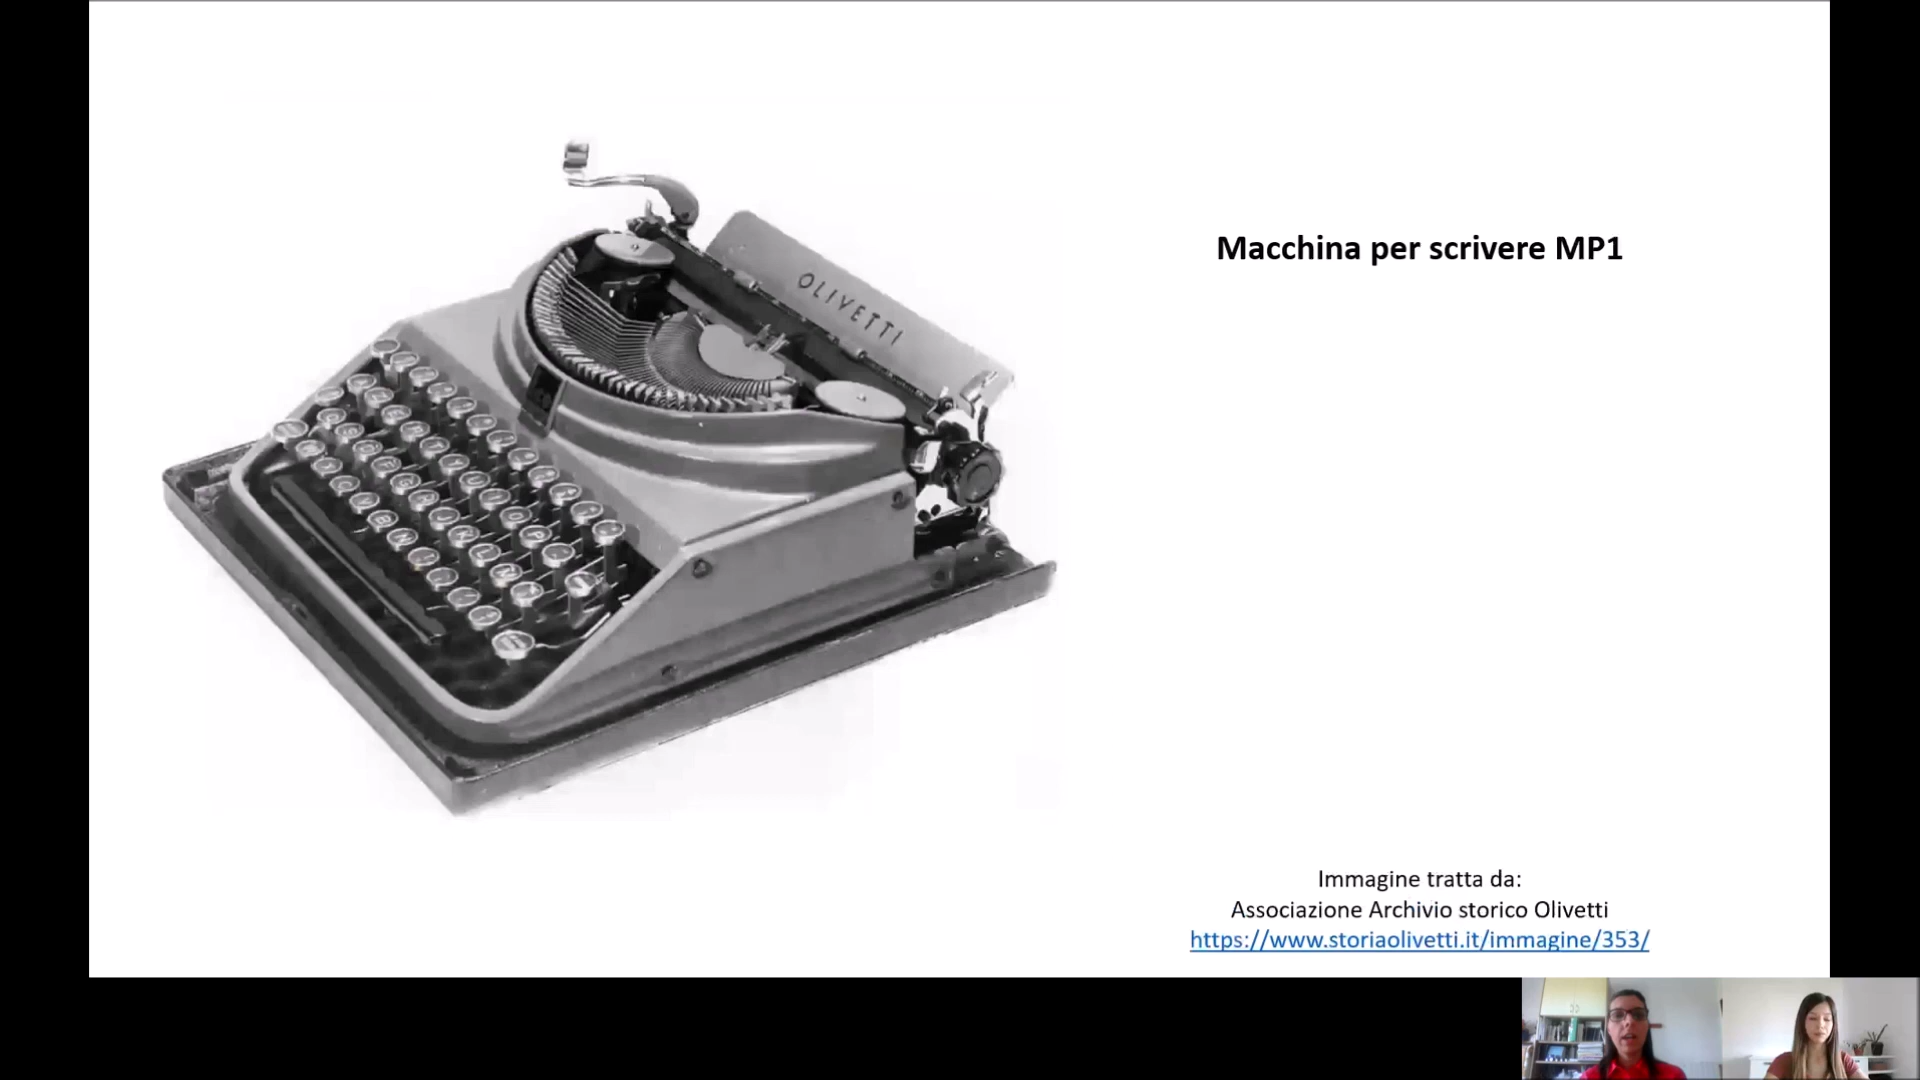 OLIVETTI
Macchina per scrivere MP1
Immagine tratta da:
Associazione Archivio storico Olivetti
https://www.storiaolivetti.it/immagine/353/